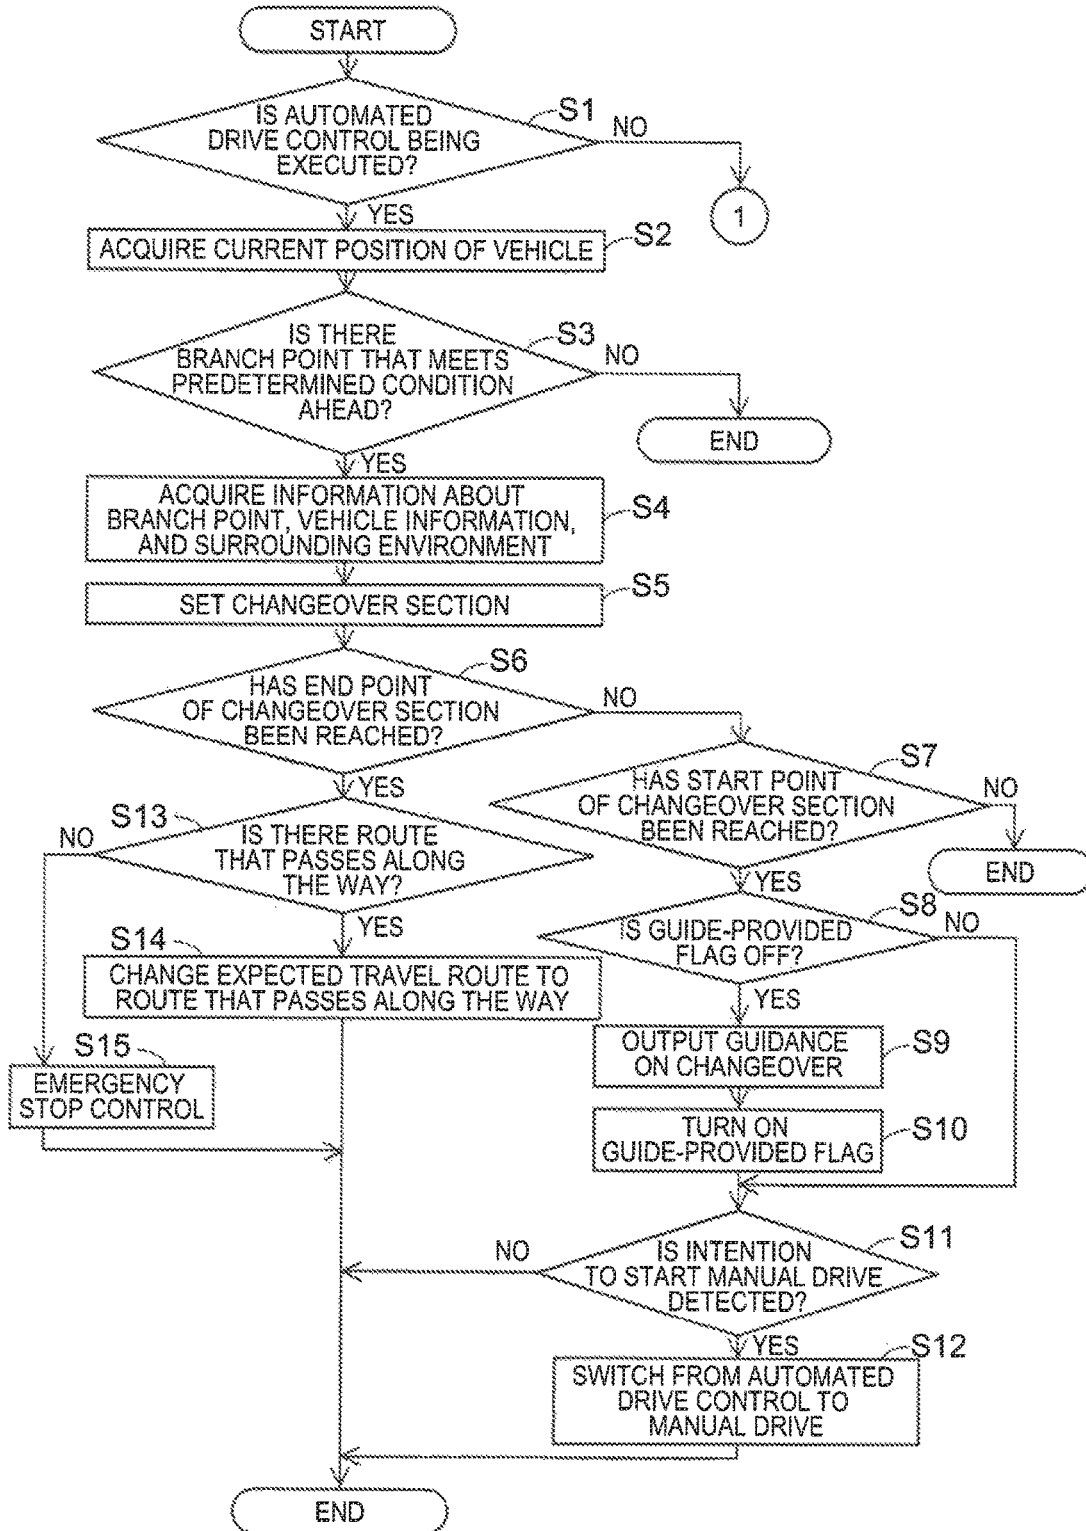 START
IS AUTOMATED
DRIVE CONTROL BEING
EXECUTED?
S1
NO
1
YES
ACQUIRE CURRENT POSITION OF VEHICLE
S2
IS THERE
BRANCH POINT THAT MEETS
PREDETERMINED CONDITION
AHEAD?
S3
NO
END
YES
ACQUIRE INFORMATION ABOUT
BRANCH POINT, VEHICLE INFORMATION,
AND SURROUNDING ENVIRONMENT
S4
SET CHANGEOVER SECTION
S5
HAS END POINT
OF CHANGEOVER SECTION
BEEN REACHED?
S6
NO
YES
HAS START POINT
OF CHANGEOVER SECTION
BEEN REACHED?
S7
NO
END
YES
S13
NO
IS THERE ROUTE
THAT PASSES ALONG
THE WAY?
YES
S14
CHANGE EXPECTED TRAVEL ROUTE TO
ROUTE THAT PASSES ALONG THE WAY
S15
EMERGENCY
STOP CONTROL
IS GUIDE-PROVIDED
FLAG OFF?
S8
NO
YES
OUTPUT GUIDANCE
ON CHANGEOVER
S9
TURN ON
GUIDE-PROVIDED FLAG
S10
IS INTENTION
TO START MANUAL DRIVE
DETECTED?
S11
NO
YES
S12
SWITCH FROM AUTOMATED
DRIVE CONTROL TO
MANUAL DRIVE
END